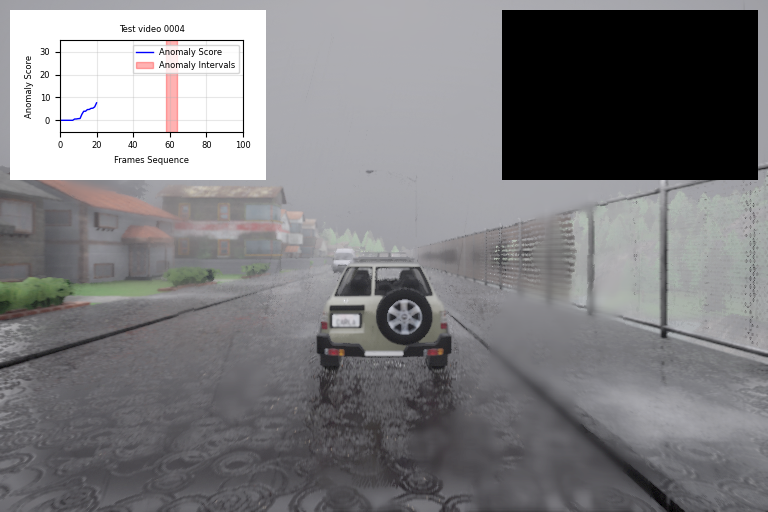 Test video 0004
Anomaly Score
Anomaly Intervals
Anomaly Score
30
20
10
0
0 20 40 60 80 100
Frames Sequence